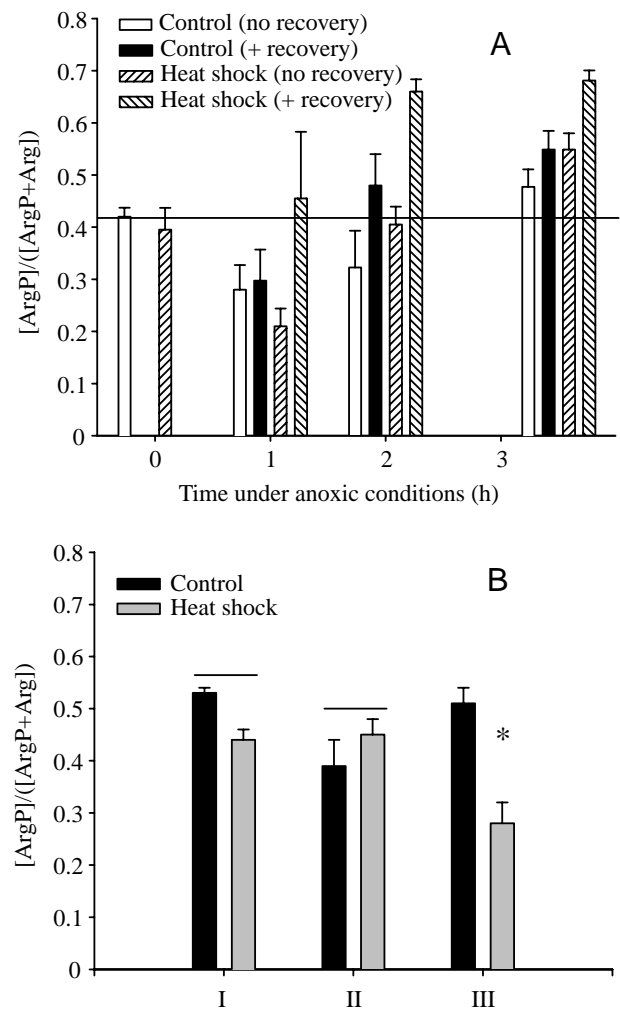 0.8
Control (no recovery)
A
Control (+ recovery)
0.7
Heat shock (no recovery)
Heat shock (+ recovery)
0.6
0.5
0.4
0.3
0.2
0.1
0
[ArgP]/([ArgP+Arg])
0 1 2 3
Time under anoxic conditions (h)
0.8
Control
B
0.7
Heat shock
0.6
0.5
*
0.4
0.3
0.2
0.1
0
[ArgP]/([ArgP+Arg])
I II III